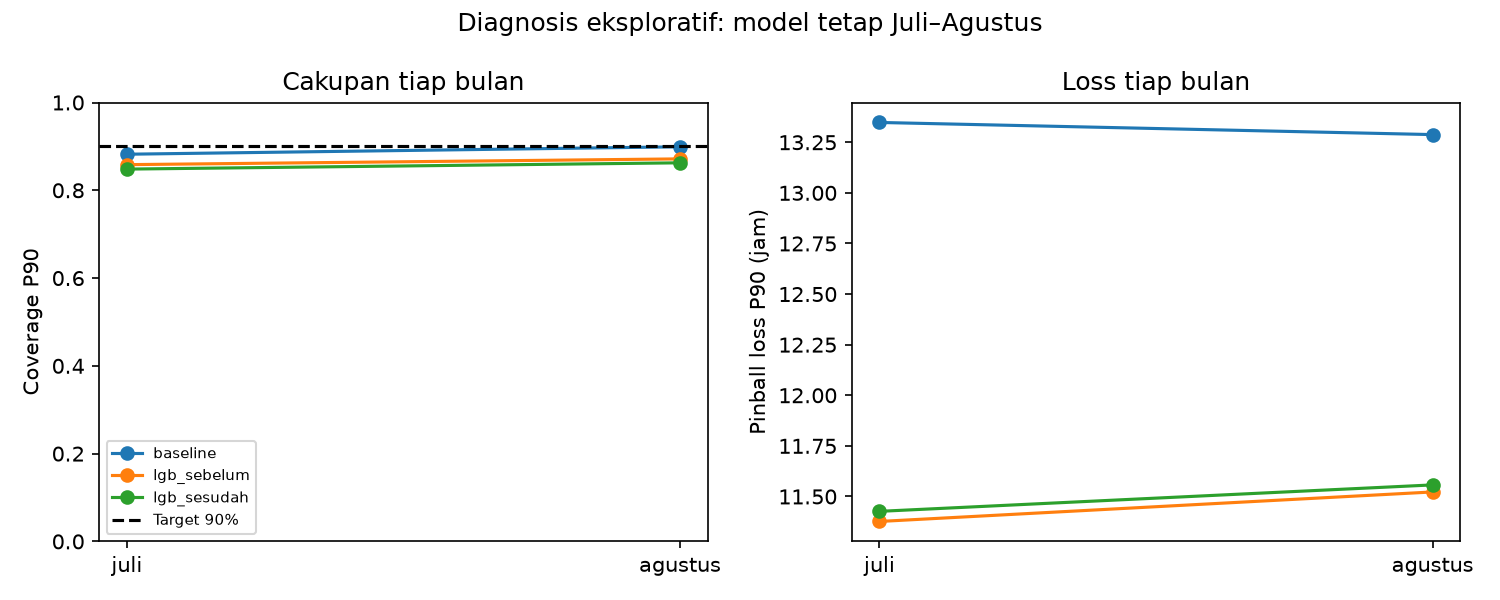 Diagnosis eksploratif: model tetap Juli–Agustus
Cakupan tiap bulan
Coverage P90
1.0
0.8
0.6
0.4
0.2
0.0
baseline
lgb_sebelum
lgb_sesudah
Target 90%
juli
agustus
Loss tiap bulan
Pinball loss P90 (jam)
13.25
13.00
12.75
12.50
12.25
12.00
11.75
11.50
juli
agustus